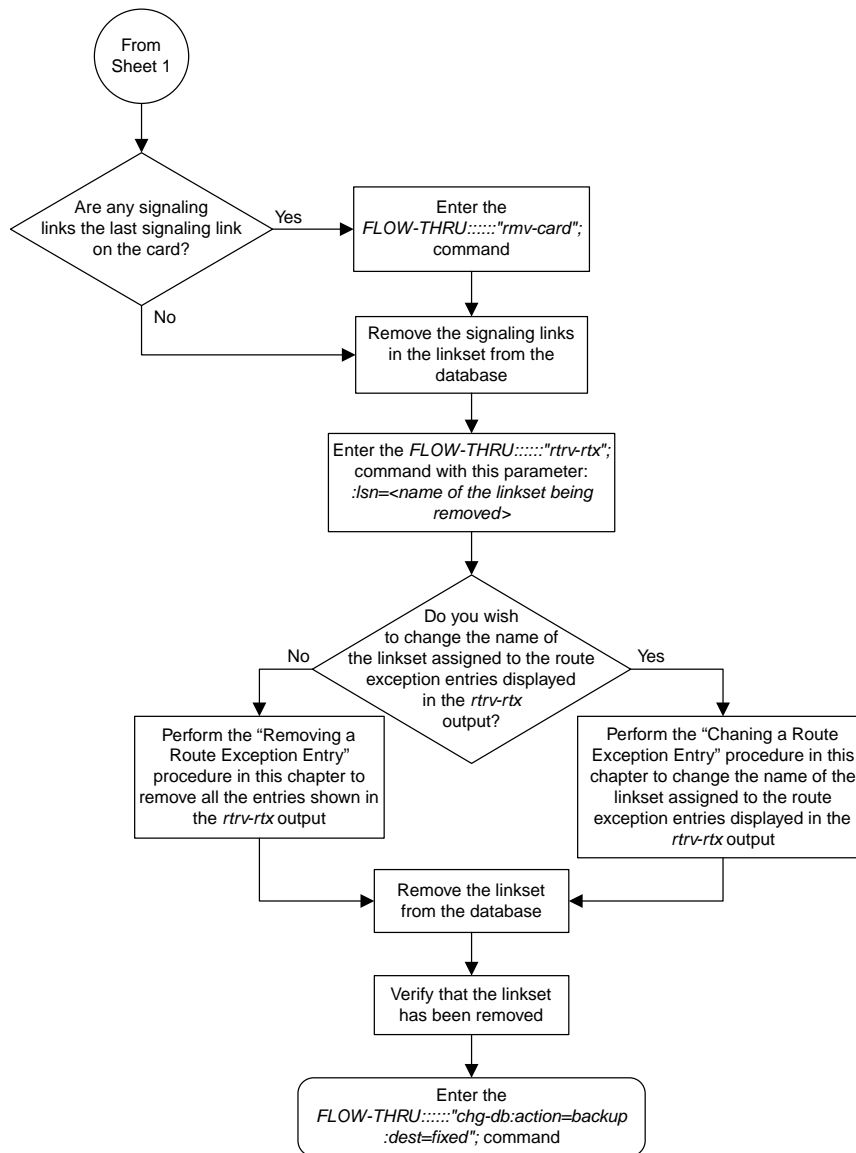 From
Sheet 1
Are any signaling
links the last signaling link
on the card?
Yes
Enter the
FLOW-THRU::::::"rmv-card";
command
No
Remove the signaling links
in the linkset from the
database
Enter the FLOW-THRU::::::"rtrv-rtx";
command with this parameter:
:lsn=<name of the linkset being
removed>
Do you wish
to change the name of
the linkset assigned to the route
exception entries displayed
in the rtrv-rtx
output?
No
Yes
Perform the “Removing a
Route Exception Entry”
procedure in this chapter to
remove all the entries shown in
the rtrv-rtx output
Perform the “Chaning a Route
Exception Entry” procedure in this
chapter to change the name of the
linkset assigned to the route
exception entries displayed in the
rtrv-rtx output
Remove the linkset
from the database
Verify that the linkset
has been removed
Enter the
FLOW-THRU::::::"chg-db:action=backup
:dest=fixed"; command